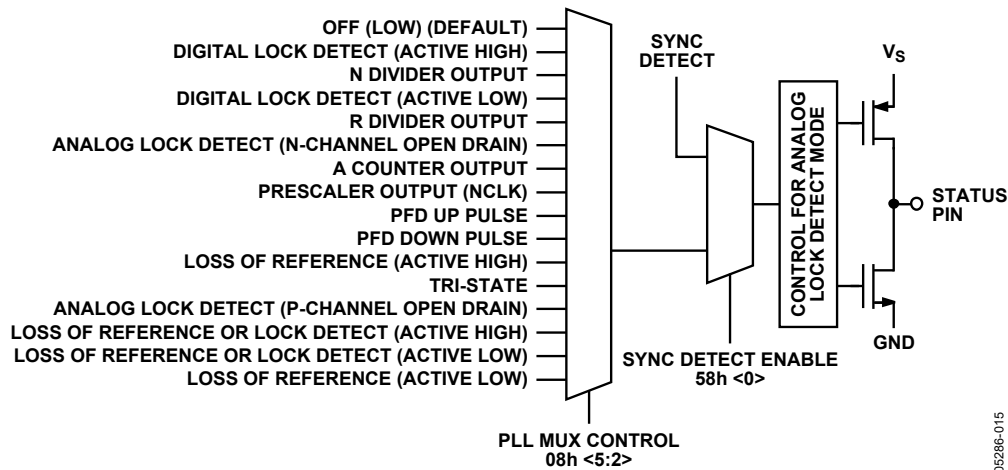 OFF (LOW) (DEFAULT)
DIGITAL LOCK DETECT (ACTIVE HIGH)
N DIVIDER OUTPUT
DIGITAL LOCK DETECT (ACTIVE LOW)
R DIVIDER OUTPUT
ANALOG LOCK DETECT (N-CHANNEL OPEN DRAIN)
A COUNTER OUTPUT
PRESCALER OUTPUT (NCLK)
PFD UP PULSE
PFD DOWN PULSE
LOSS OF REFERENCE (ACTIVE HIGH)
TRI-STATE
ANALOG LOCK DETECT (P-CHANNEL OPEN DRAIN)
LOSS OF REFERENCE OR LOCK DETECT (ACTIVE HIGH)
LOSS OF REFERENCE OR LOCK DETECT (ACTIVE LOW)
LOSS OF REFERENCE (ACTIVE LOW)
PLL MUX CONTROL
08h <5:2>
SYNC
DETECT
SYNC DETECT ENABLE
58h <0>
CONTROL FOR ANALOG
LOCK DETECT MODE
VS
STATUS
PIN
GND
05286-015